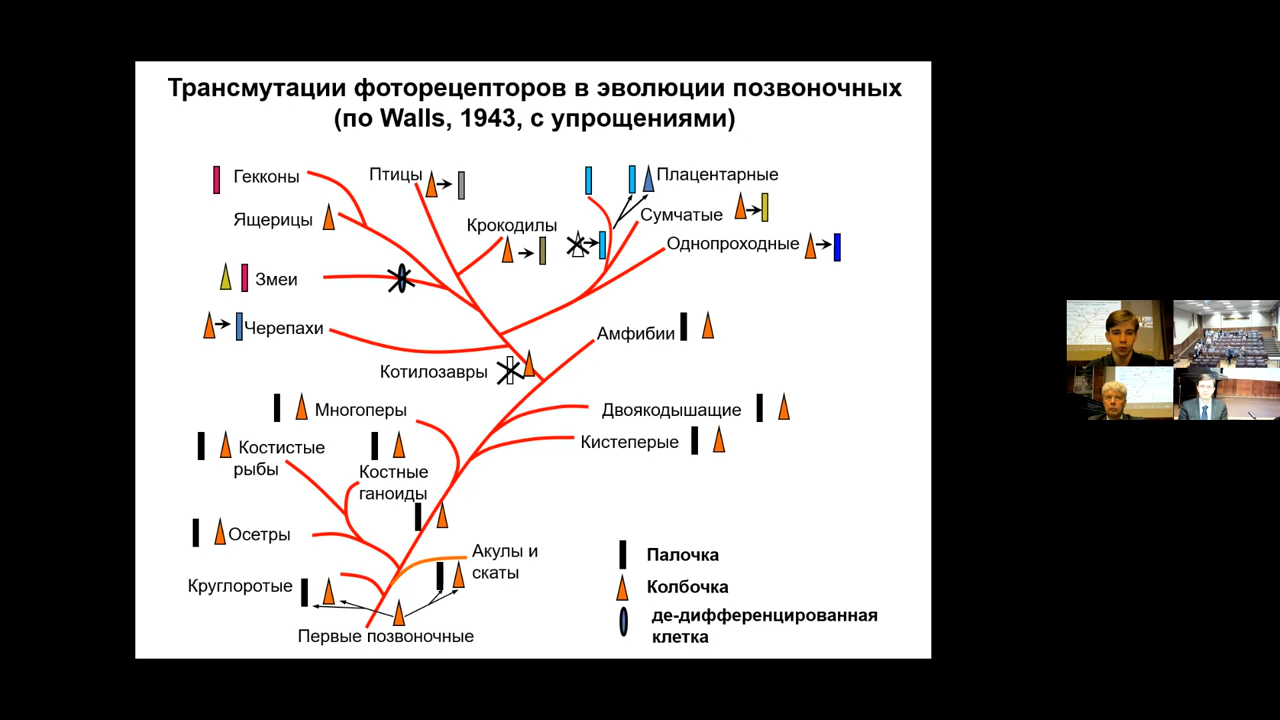 Трансмутации фоторецепторов в эволюции позвоночных
(по Walls, 1943, с упрощениями)
Гекконы
Птицы
Плацентарные
Ящерицы
Крокодилы
Сумчатые
Однопроходные
Змеи
Черепахи
Амфибии
Котилозавры
Многоперы
Двоякодышащие
Костистые
рыбы
Кистеперые
Костные
ганоиды
Осетры
Акулы и
скаты
Круглоротые
Первые позвоночные
Палочка
Колбочка
де-дифференцированная
клетка